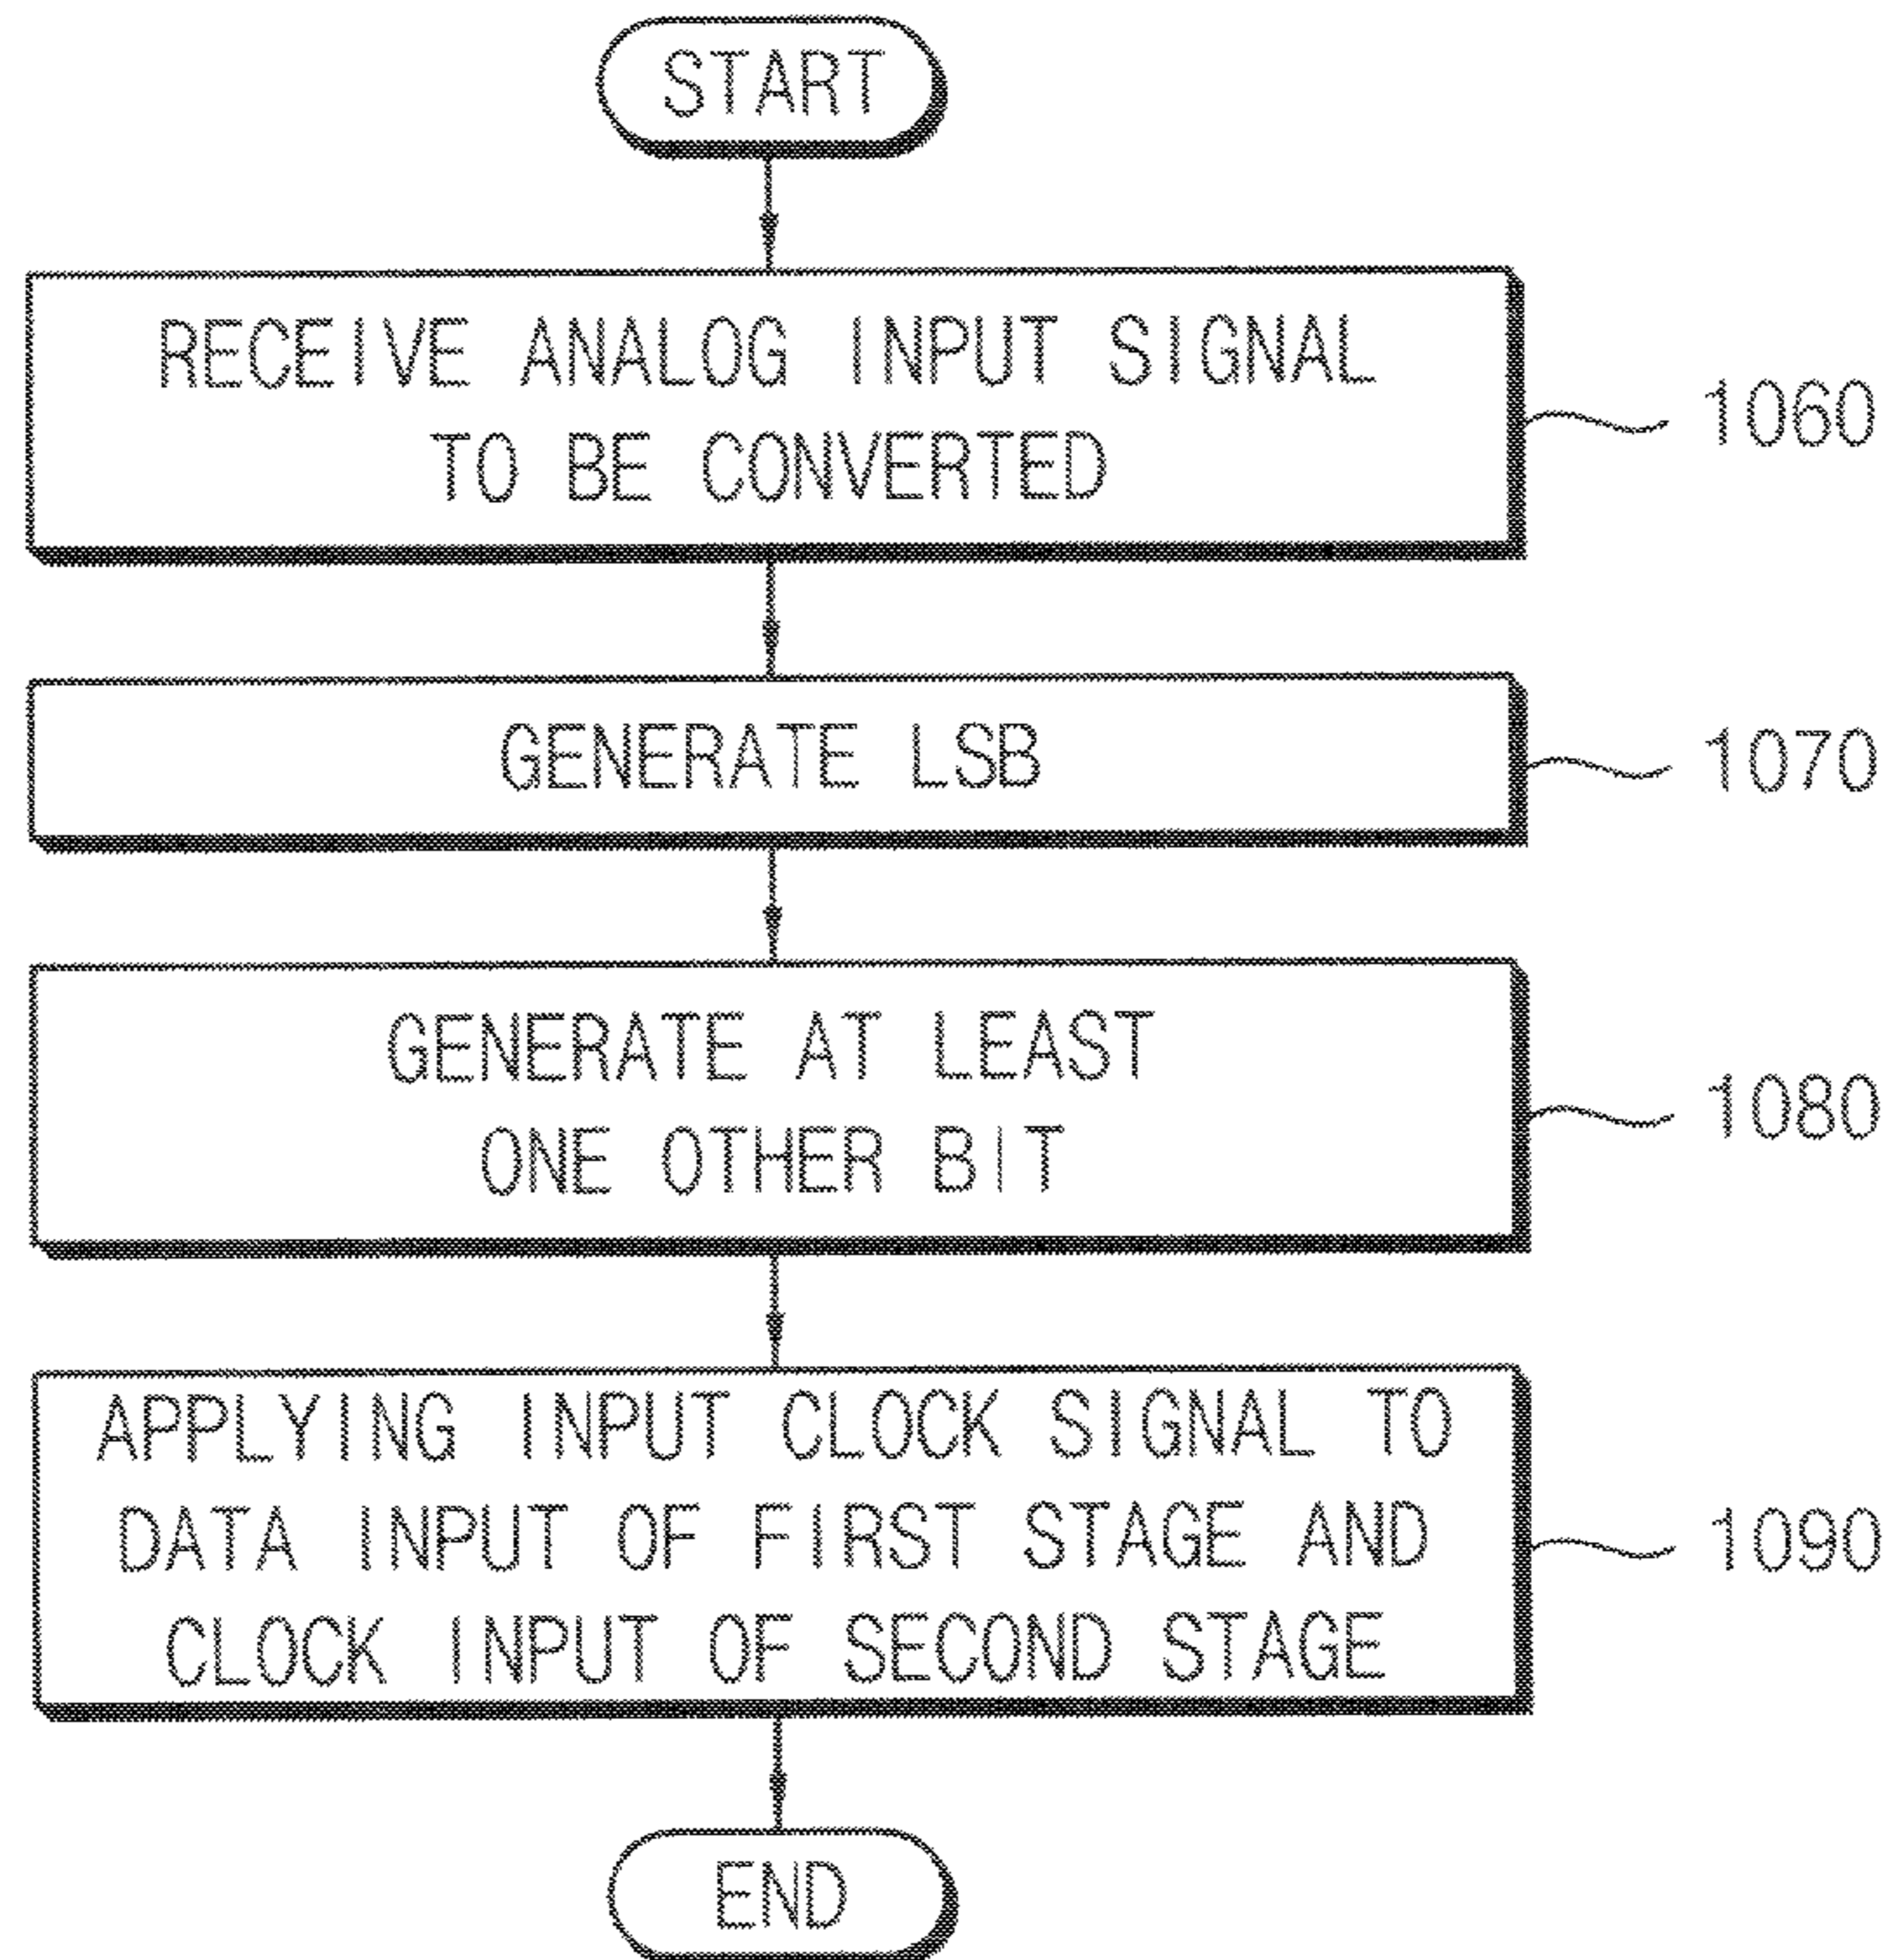 START
RECEIVE ANALOG INPUT SIGNAL
TO BE CONVERTED
1060
GENERATE LSB
1070
GENERATE AT LEAST
ONE OTHER BIT
1080
APPLYING INPUT CLOCK SIGNAL TO
DATA INPUT OF FIRST STAGE AND
CLOCK INPUT OF SECOND STAGE
1090
END